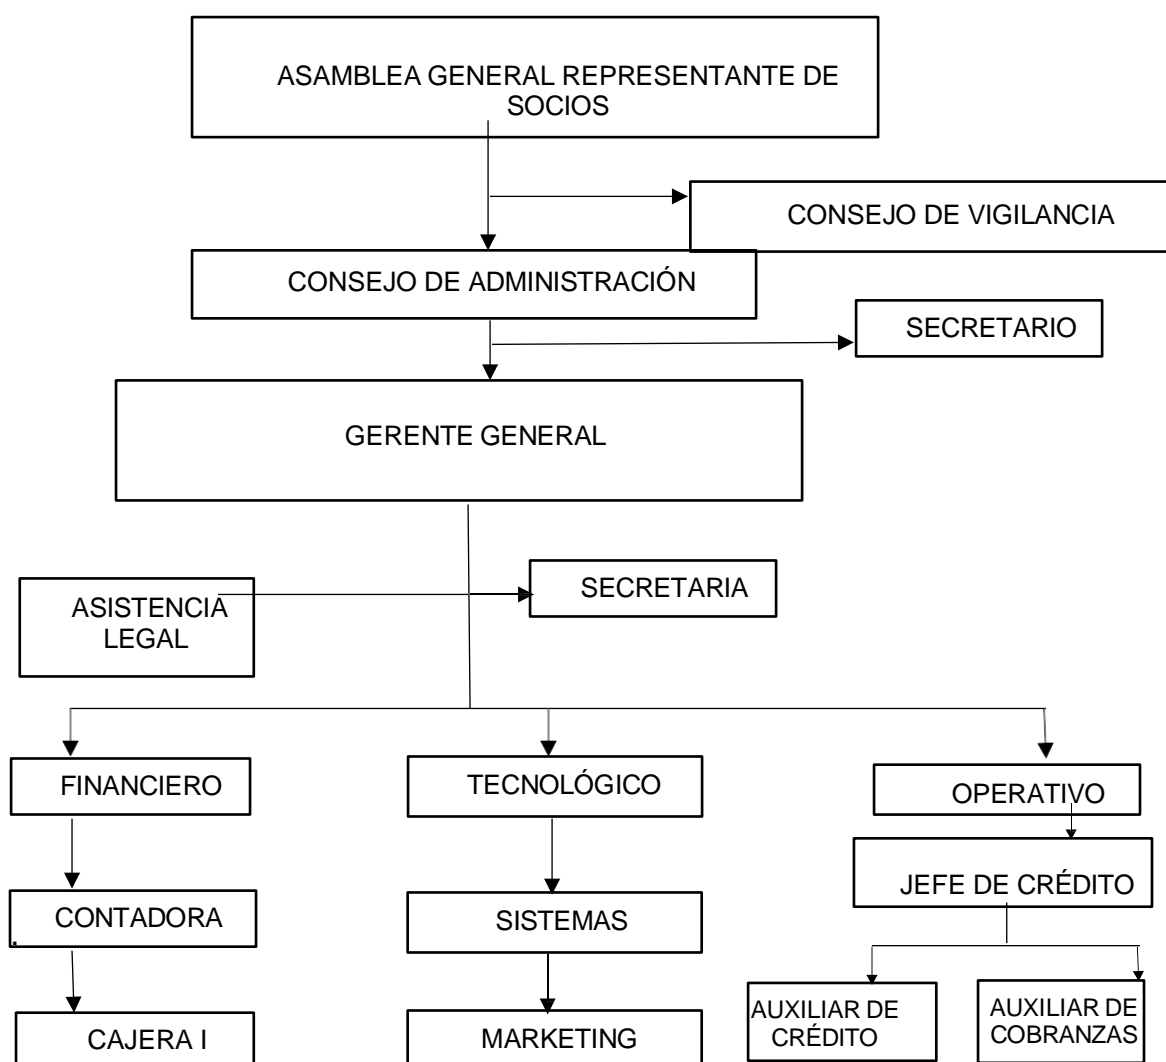 ASAMBLEA GENERAL REPRESENTANTE DE
SOCIOS
CONSEJO DE VIGILANCIA
CONSEJO DE ADMINISTRACIÓN
SECRETARIO
GERENTE GENERAL
SECRETARIA
ASISTENCIA
LEGAL
FINANCIERO
TECNOLÓGICO
OPERATIVO
JEFE DE CRÉDITO
CONTADORA
SISTEMAS
AUXILIAR DE
CRÉDITO
AUXILIAR DE
COBRANZAS
CAJERA I
MARKETING